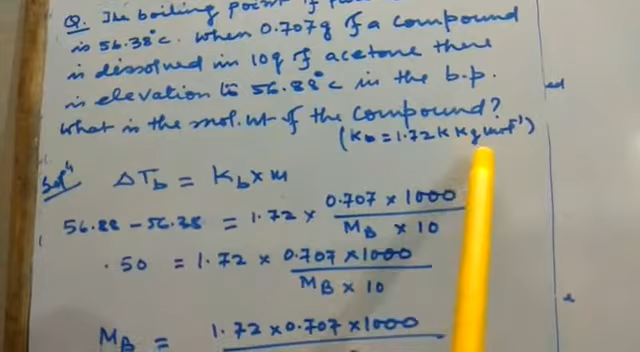 Q. The boiling point of
is 56.38°c. When 0.707g of a compound
is dissolved in 10g of acetone there
is elevation to 56.88°c in the b.p.
What is the mol. wt of the compound?
(Kb = 1.72 K Kg mol⁻¹)
Solⁿ ΔTb = Kb × m
56.88 - 56.38 = 1.72 × 0.707 × 1000 / MB × 10
.50 = 1.72 × 0.707 × 1000 / MB × 10
MB = 1.72 × 0.707 × 1000